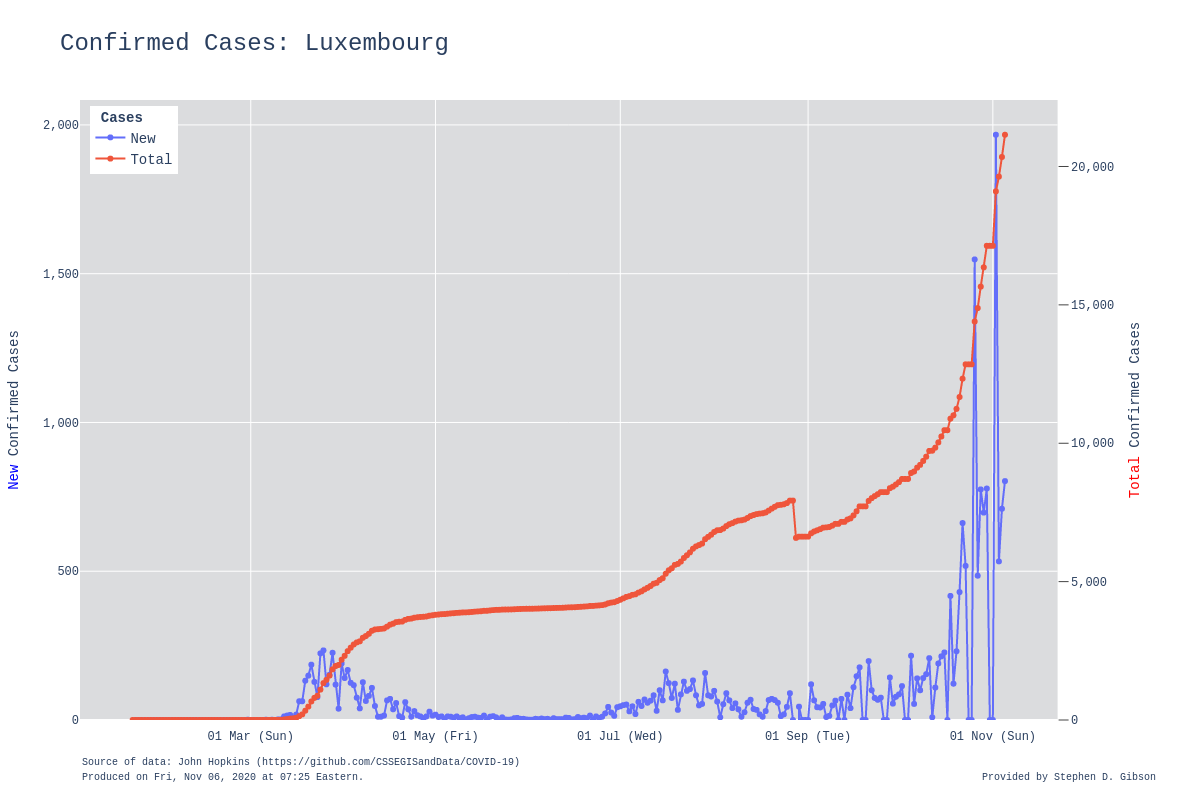 Confirmed Cases: Luxembourg
Cases
New
Total
2,000
1,500
1,000
500
0
New Confirmed Cases
20,000
15,000
10,000
5,000
0
Total Confirmed Cases
01 Mar (Sun)
01 May (Fri)
01 Jul (Wed)
01 Sep (Tue)
01 Nov (Sun)
Source of data: John Hopkins (https://github.com/CSSEGISandData/COVID-19)
Produced on Fri, Nov 06, 2020 at 07:25 Eastern.
Provided by Stephen D. Gibson